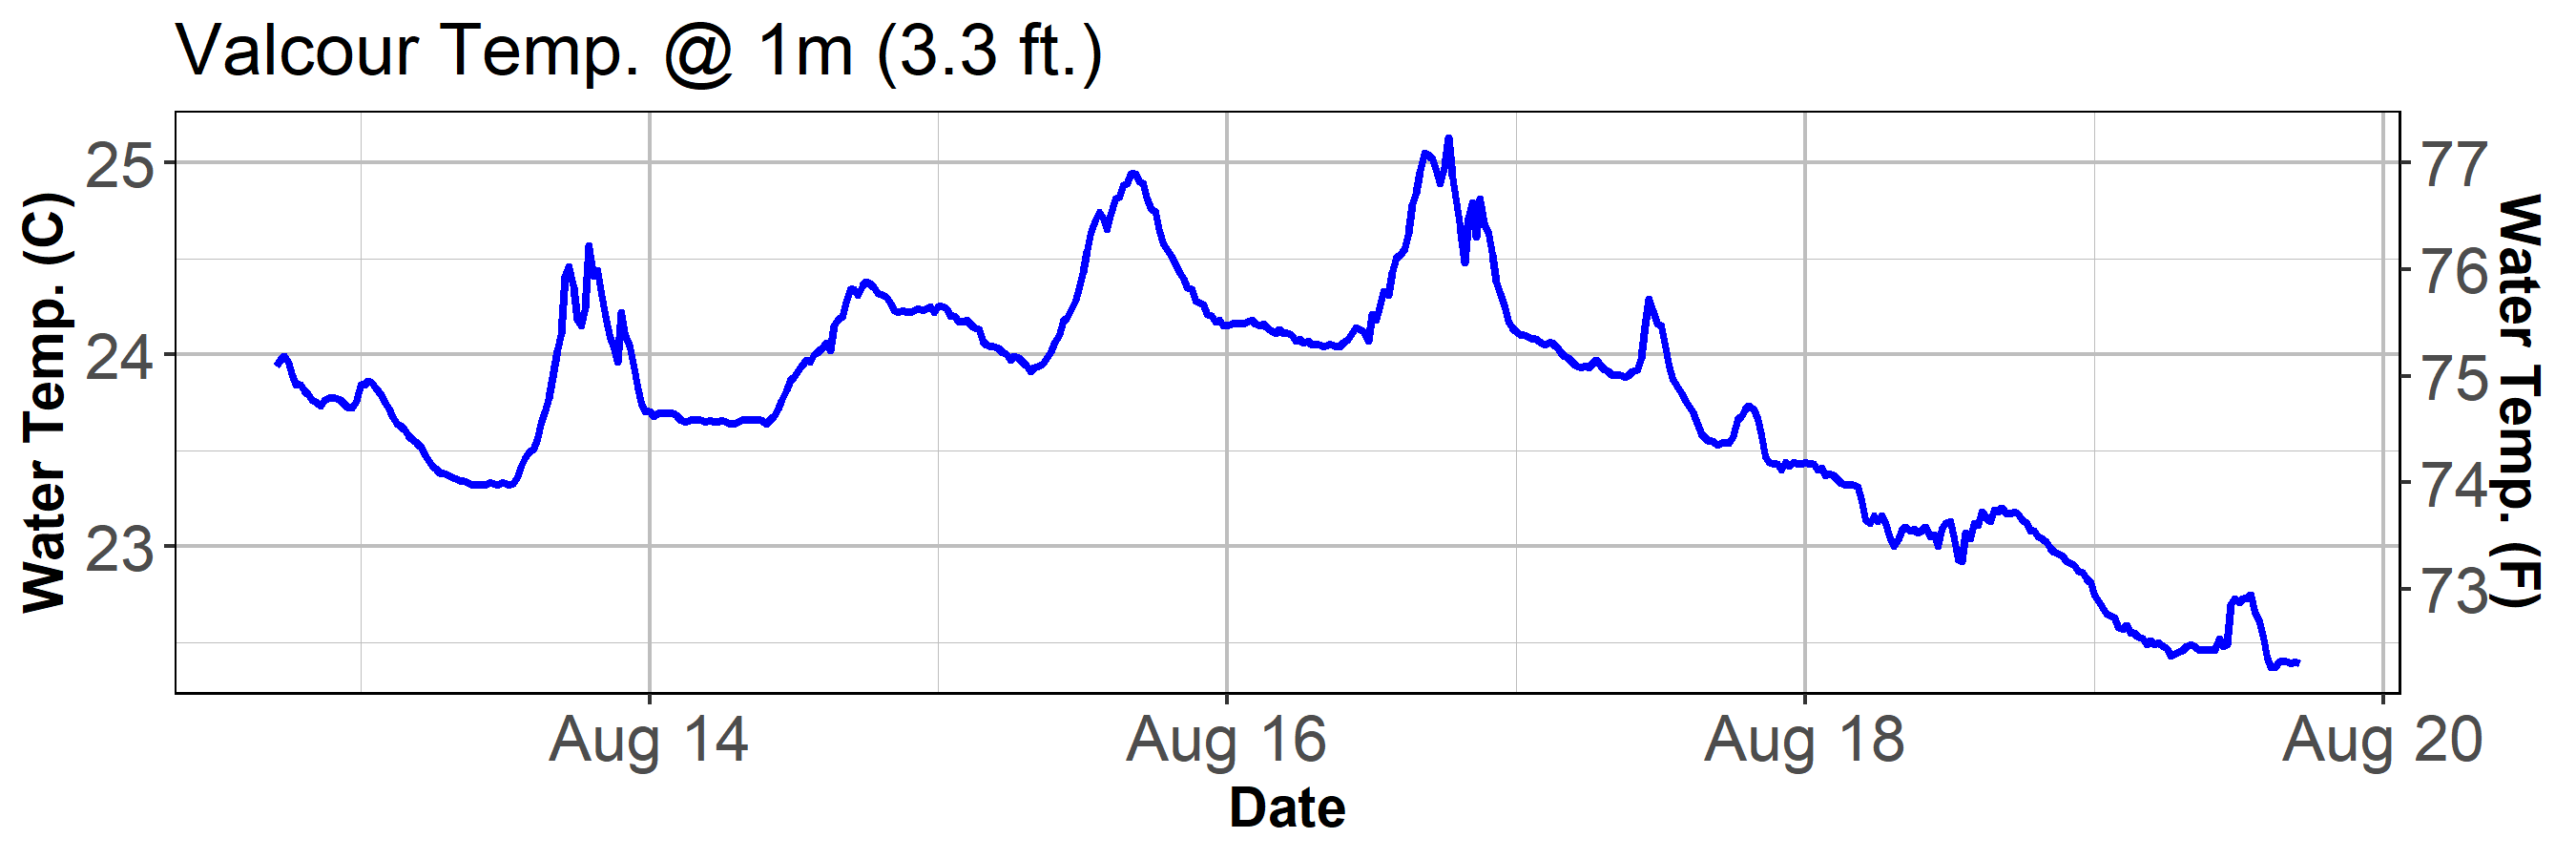 Valcour Temp. @ 1m (3.3 ft.)
Water Temp. (C)
25
24
23
77
76
75
74
73
Water Temp. (F)
Aug 14 Aug 16 Aug 18 Aug 20
Date